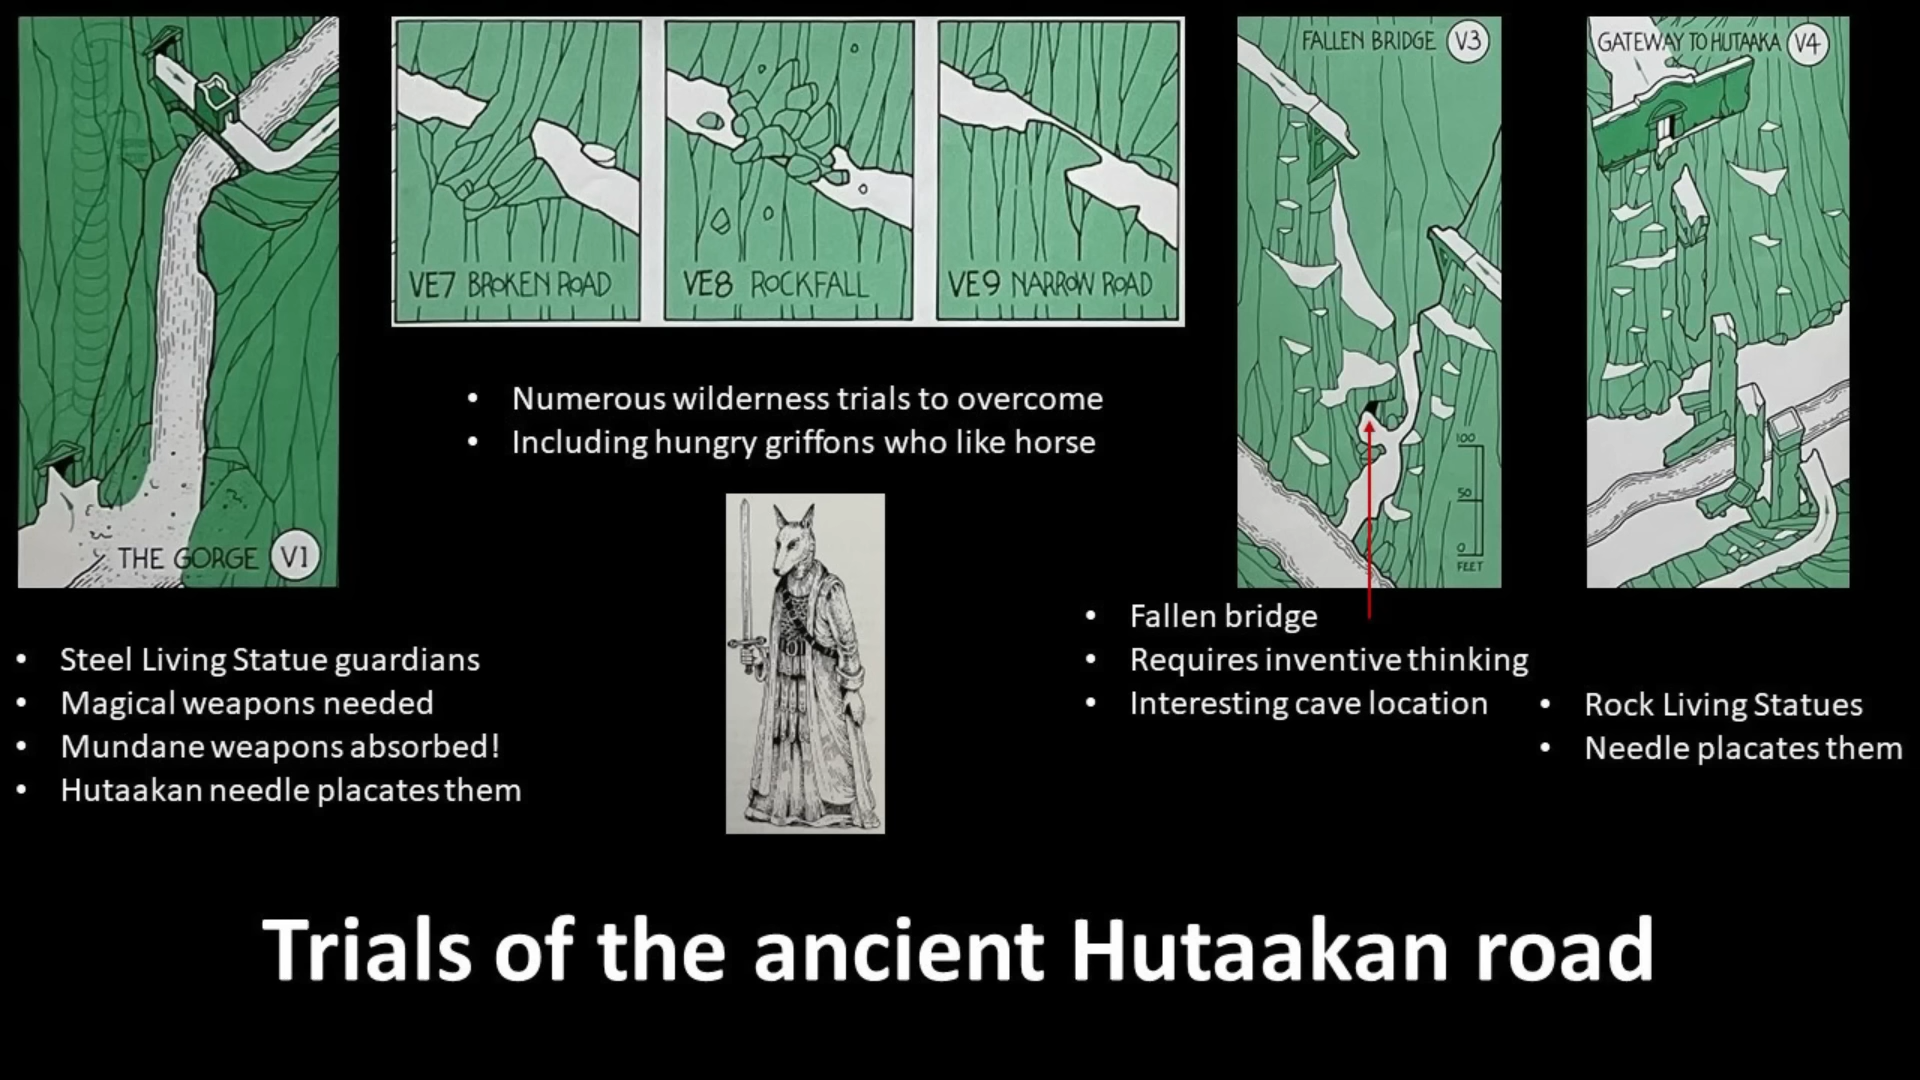 THE GORGE V1
VE7 BROKEN ROAD
VE8 ROCKFALL
VE9 NARROW ROAD
FALLEN BRIDGE V3
100
50
0
FEET
GATEWAY TO HUTAAKA V4
• Numerous wilderness trials to overcome
• Including hungry griffons who like horse
• Steel Living Statue guardians
• Magical weapons needed
• Mundane weapons absorbed!
• Hutaakan needle placates them
• Fallen bridge
• Requires inventive thinking
• Interesting cave location
• Rock Living Statues
• Needle placates them
Trials of the ancient Hutaakan road